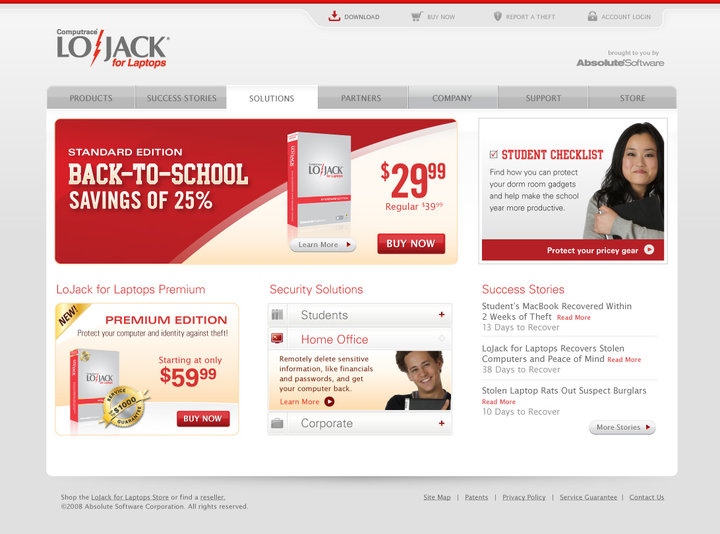 DOWNLOAD
BUY NOW
REPORT A THEFT
ACCOUNT LOGIN
Computrace®
LOJACK®
for Laptops
brought to you by
Absolute®Software
PRODUCTS
SUCCESS STORIES
SOLUTIONS
PARTNERS
COMPANY
SUPPORT
STORE
STANDARD EDITION
BACK-TO-SCHOOL
SAVINGS OF 25%
LOJACK
for Laptops
STANDARD EDITION
$29.99
Regular $39.99
Learn More
BUY NOW
STUDENT CHECKLIST
Find how you can protect
your dorm room gadgets
and help make the school
year more productive.
Protect your pricey gear
LoJack for Laptops Premium
NEW!
PREMIUM EDITION
Protect your computer and identity against theft!
LOJACK
Starting at only
$59.99
SERVICE
$1000
GUARANTEE
BUY NOW
Security Solutions
Students
Home Office
Remotely delete sensitive
information, like financials
and passwords, and get
your computer back.
Learn More
Corporate
Success Stories
Student's MacBook Recovered Within
2 Weeks of Theft Read More
13 Days to Recover
LoJack for Laptops Recovers Stolen
Computers and Peace of Mind Read More
38 Days to Recover
Stolen Laptop Rats Out Suspect Burglars
Read More
10 Days to Recover
More Stories
Shop the LoJack for Laptops Store or find a reseller.
©2008 Absolute Software Corporation. All rights reserved.
Site Map | Patents | Privacy Policy | Service Guarantee | Contact Us